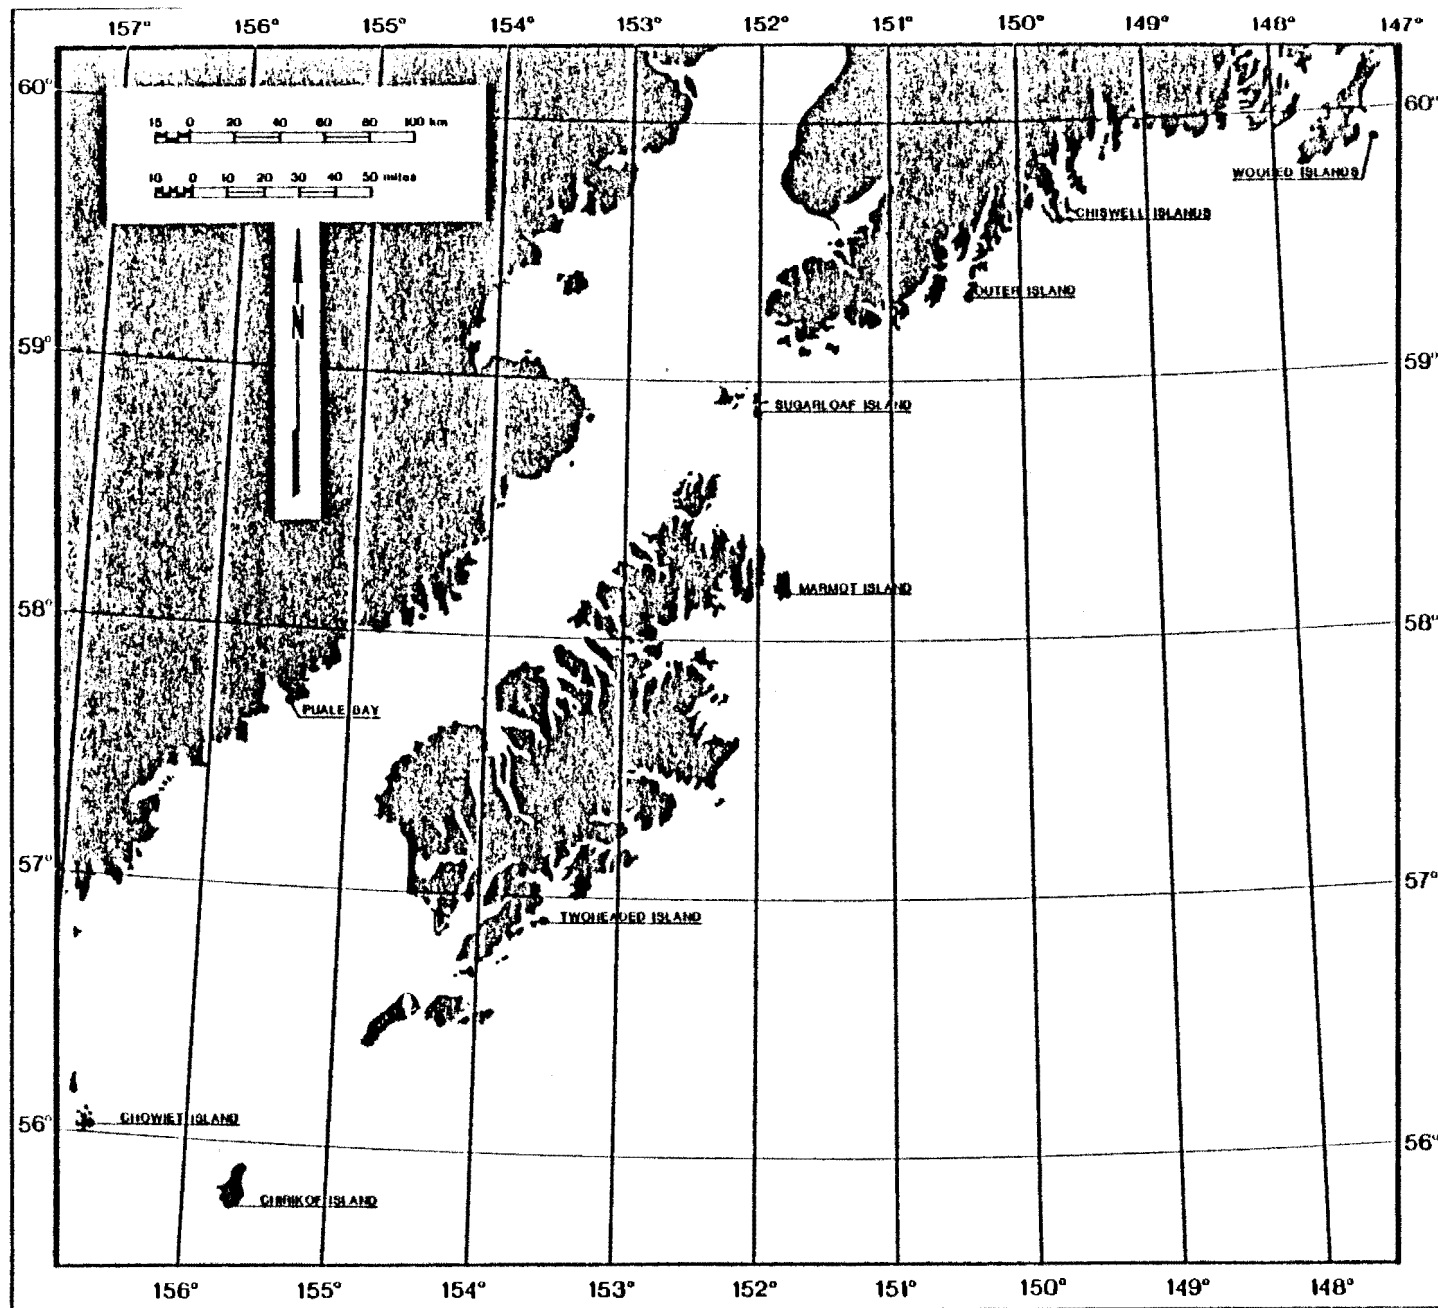 157° 156° 155° 154° 153° 152° 151° 150° 149° 148° 147°
60° 60°
15 0 20 40 60 80 100 km
10 0 10 20 30 40 50 miles
WOODED ISLANDS
CHISWELL ISLANDS
N
OUTER ISLAND
59° 59°
SUGARLOAF ISLAND
MARMOT ISLAND
58° 58°
PUALE BAY
57° 57°
TWOHEADED ISLAND
CHOWIET ISLAND
56° 56°
CHIRIKOF ISLAND
156° 155° 154° 153° 152° 151° 150° 149° 148°